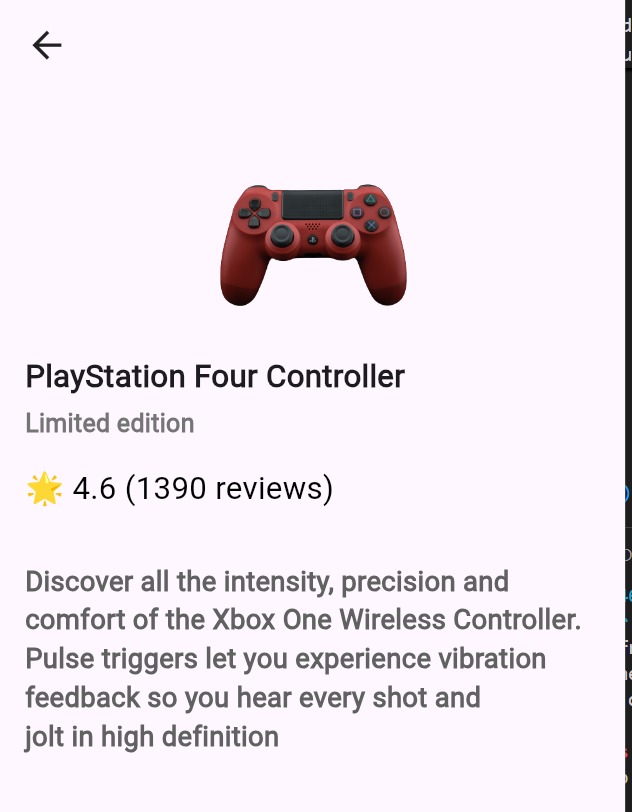 PlayStation Four Controller
Limited edition
🌟 4.6 (1390 reviews)
Discover all the intensity, precision and
comfort of the Xbox One Wireless Controller.
Pulse triggers let you experience vibration
feedback so you hear every shot and
jolt in high definition